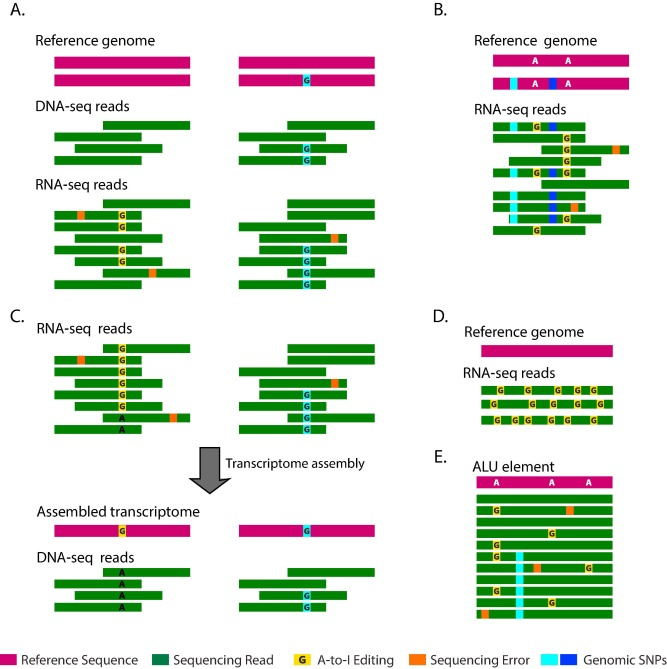 A.
Reference genome
G
DNA-seq reads
G
G
RNA-seq reads
G
G
G
G
G
G
G
G
G
B.
Reference genome
A A
A A
RNA-seq reads
G
G
G
G
G G
G
G
C.
RNA-seq reads
G
G
G
G
G
G
A
A
G
G
G
G
Transcriptome assembly
Assembled transcriptome
G G
DNA-seq reads
A
A
A G
A G
D.
Reference genome
RNA-seq reads
G G G G G
G G G G G
G G G G G G
E.
ALU element
A A A
G
G
G
G
G
G
G
Reference Sequence Sequencing Read G A-to-I Editing Sequencing Error Genomic SNPs